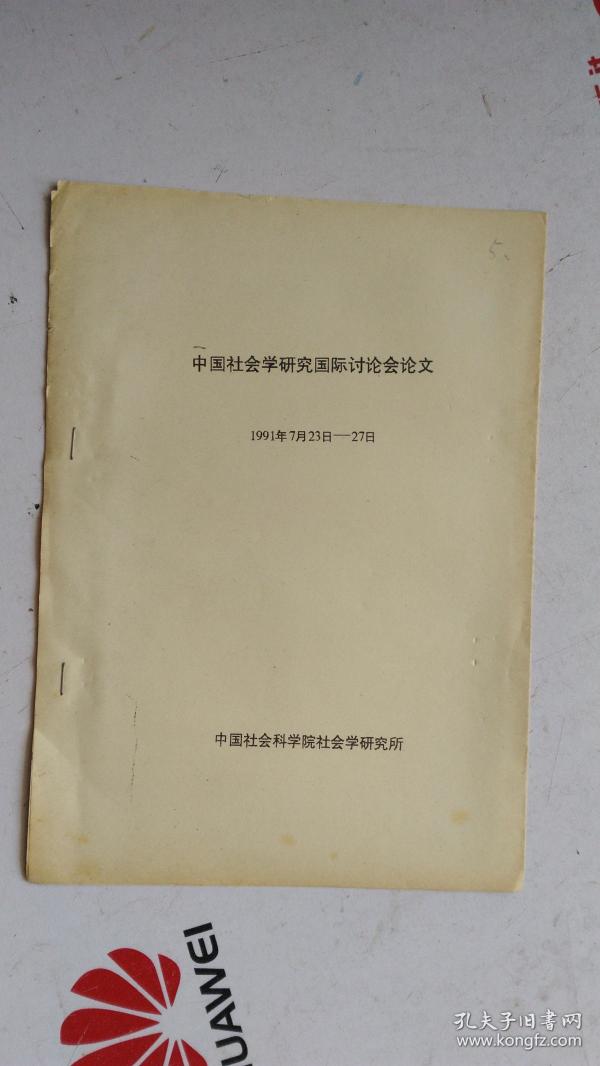 5.
中国社会学研究国际讨论会论文
1991年7月23日──27日
中国社会科学院社会学研究所
HUAWEI
孔夫子旧书网
www.kongfz.com